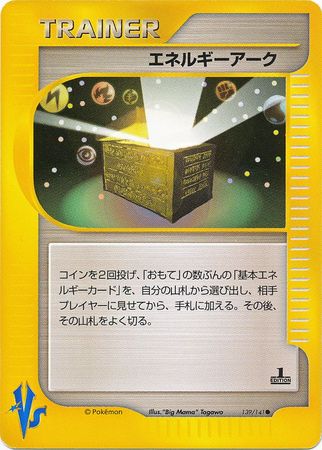 TRAINER
エネルギーアーク
コインを2回投げ、「おもて」の数ぶんの「基本エネ
ルギーカード」を、自分の山札から選び出し、相手
プレイヤーに見せてから、手札に加える。その後、
その山札をよく切る。
1
EDITION
VS
© Pokémon
Illus."Big Mama" Tagawa
139/141●